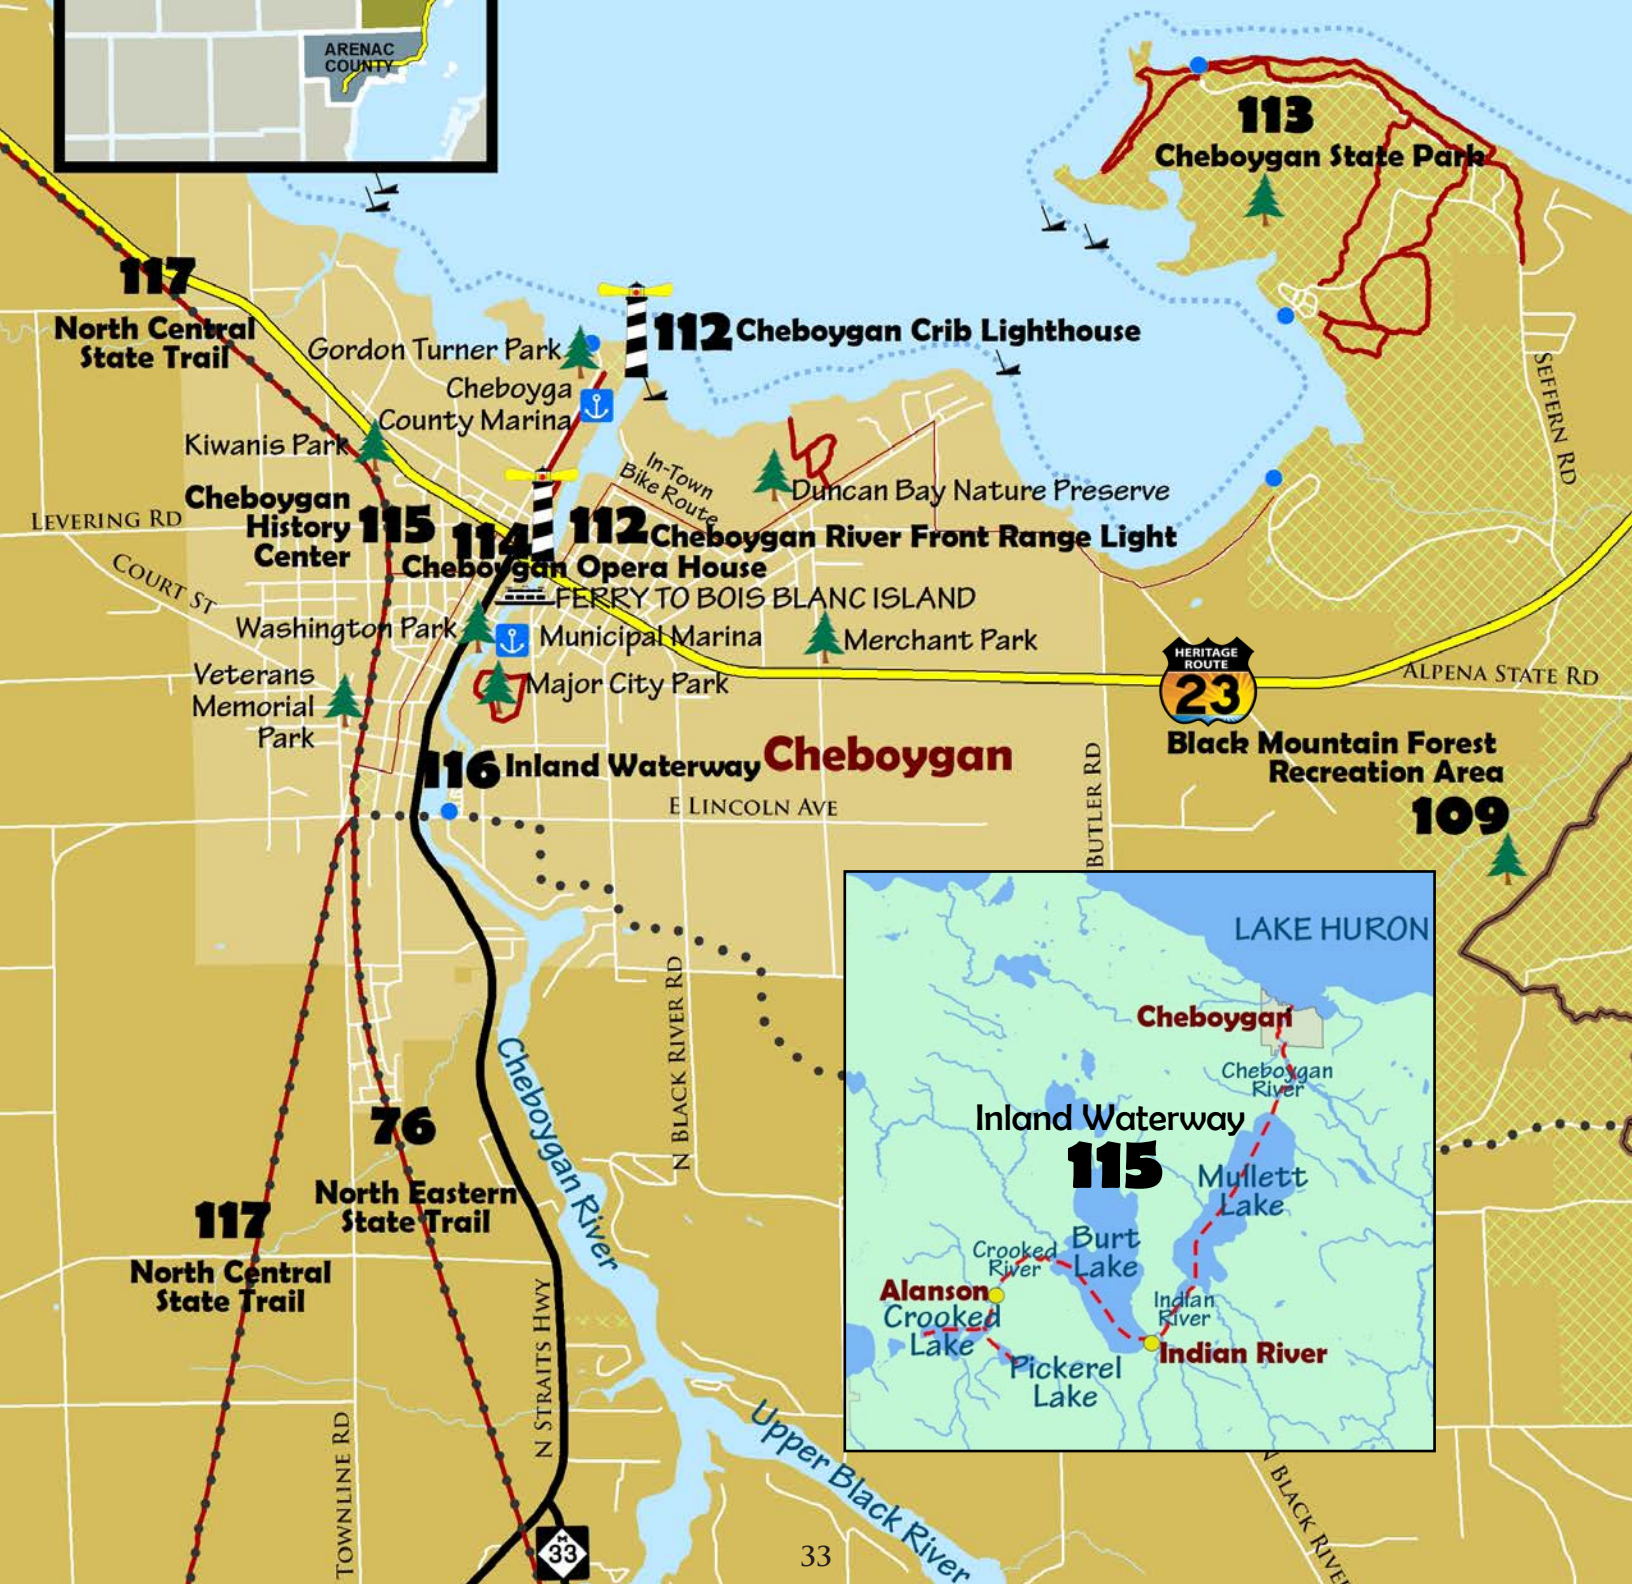 ARENAC
COUNTY
113
Cheboygan State Park
117
North Central
State Trail
Gordon Turner Park
112 Cheboygan Crib Lighthouse
Cheboyga
County Marina
Kiwanis Park
SEFFERN RD
In-Town
Bike Route
Duncan Bay Nature Preserve
LEVERING RD
Cheboygan
History
Center
115
114
112 Cheboygan River Front Range Light
Cheboygan Opera House
COURT ST
FERRY TO BOIS BLANC ISLAND
Washington Park
Municipal Marina
Merchant Park
HERITAGE
ROUTE
23
ALPENA STATE RD
Veterans
Memorial
Park
Major City Park
116 Inland Waterway
Cheboygan
Black Mountain Forest
Recreation Area
109
E LINCOLN AVE
BUTLER RD
LAKE HURON
Cheboygan
Cheboygan
River
Inland Waterway
115
Mullett
Lake
Burt
Lake
Crooked
River
Alanson
Crooked
Lake
Indian
River
Indian River
Pickerel
Lake
N BLACK RIVER RD
Cheboygan River
76
North Eastern
State Trail
117
North Central
State Trail
N STRAITS HWY
TOWNLINE RD
Upper Black River
N BLACK RIVE
M
33
33